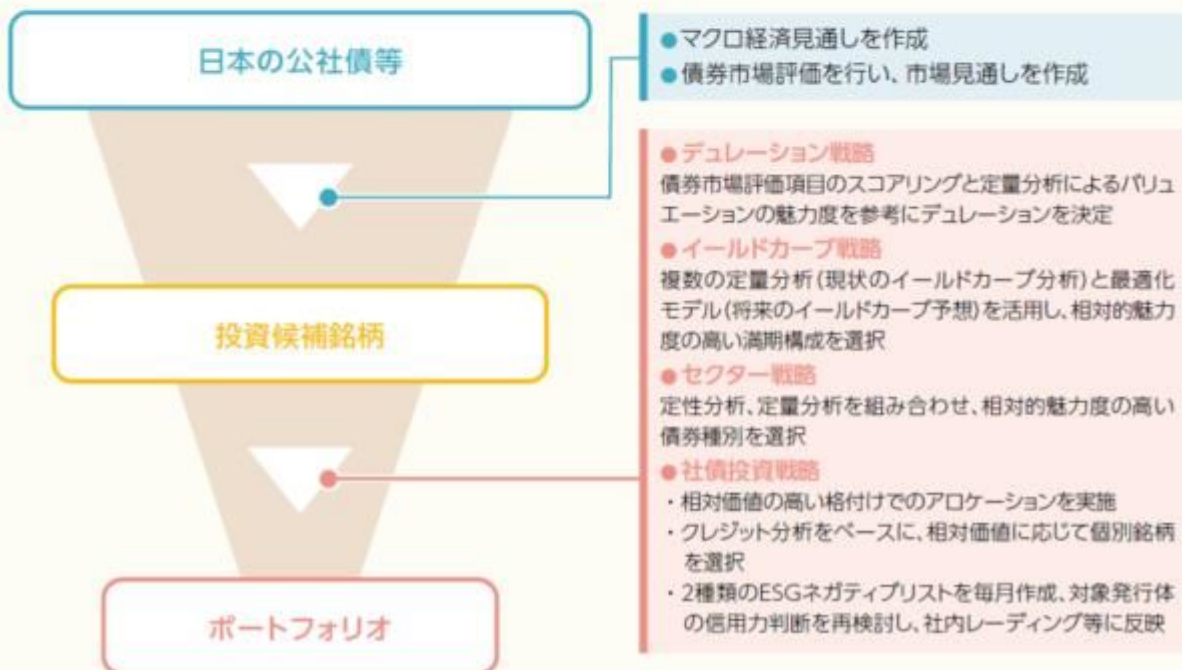 日本の公社債等
●マクロ経済見通しを作成
●債券市場評価を行い、市場見通しを作成
●デュレーション戦略
債券市場評価項目のスコアリングと定量分析によるバリュ
エーションの魅力度を参考にデュレーションを決定
●イールドカーブ戦略
複数の定量分析(現状のイールドカーブ分析)と最適化
モデル(将来のイールドカーブ予想)を活用し、相対的魅力
度の高い満期構成を選択
投資候補銘柄
●セクター戦略
定性分析、定量分析を組み合わせ、相対的魅力度の高い
債券種別を選択
●社債投資戦略
・相対価値の高い格付けでのアロケーションを実施
・クレジット分析をベースに、相対価値に応じて個別銘柄
を選択
・2種類のESGネガティブリストを毎月作成、対象発行体
の信用力判断を再検討し、社内レーディング等に反映
ポートフォリオ